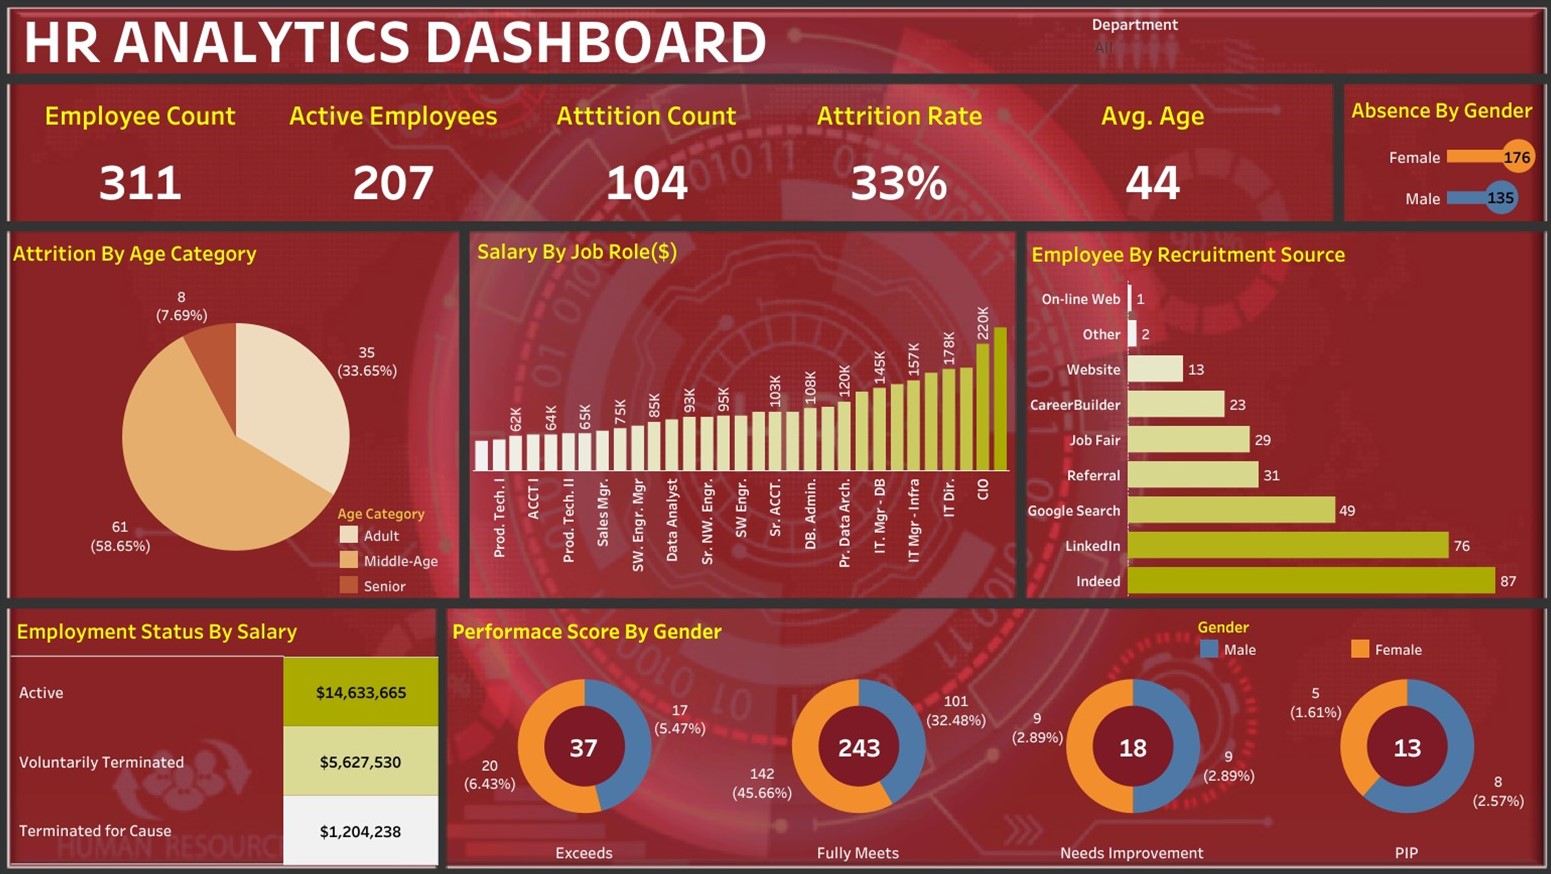 HR ANALYTICS DASHBOARD
Department
All
Employee Count
Active Employees
Atttition Count
Attrition Rate
Avg. Age
311
207
104
33%
44
Absence By Gender
Female 176
Male 135
Attrition By Age Category
8
(7.69%)
35
(33.65%)
61
(58.65%)
Age Category
Adult
Middle-Age
Senior
Salary By Job Role($)
62K
64K
65K
75K
85K
93K
95K
103K
108K
120K
145K
157K
178K
220K
Prod. Tech. I
ACCT I
Prod. Tech. II
Sales Mgr.
SW. Engr. Mgr
Data Analyst
Sr. NW. Engr.
SW Engr.
Sr. ACCT.
DB. Admin.
Pr. Data Arch.
IT. Mgr - DB
IT Mgr - Infra
IT Dir.
CIO
Employee By Recruitment Source
On-line Web 1
Other 2
Website 13
CareerBuilder 23
Job Fair 29
Referral 31
Google Search 49
LinkedIn 76
Indeed 87
Employment Status By Salary
Active $14,633,665
Voluntarily Terminated $5,627,530
Terminated for Cause $1,204,238
HUMAN RESOURC
Performace Score By Gender
Gender
Male
Female
37
17
(5.47%)
20
(6.43%)
Exceeds
243
101
(32.48%)
142
(45.66%)
Fully Meets
18
9
(2.89%)
9
(2.89%)
Needs Improvement
13
5
(1.61%)
8
(2.57%)
PIP